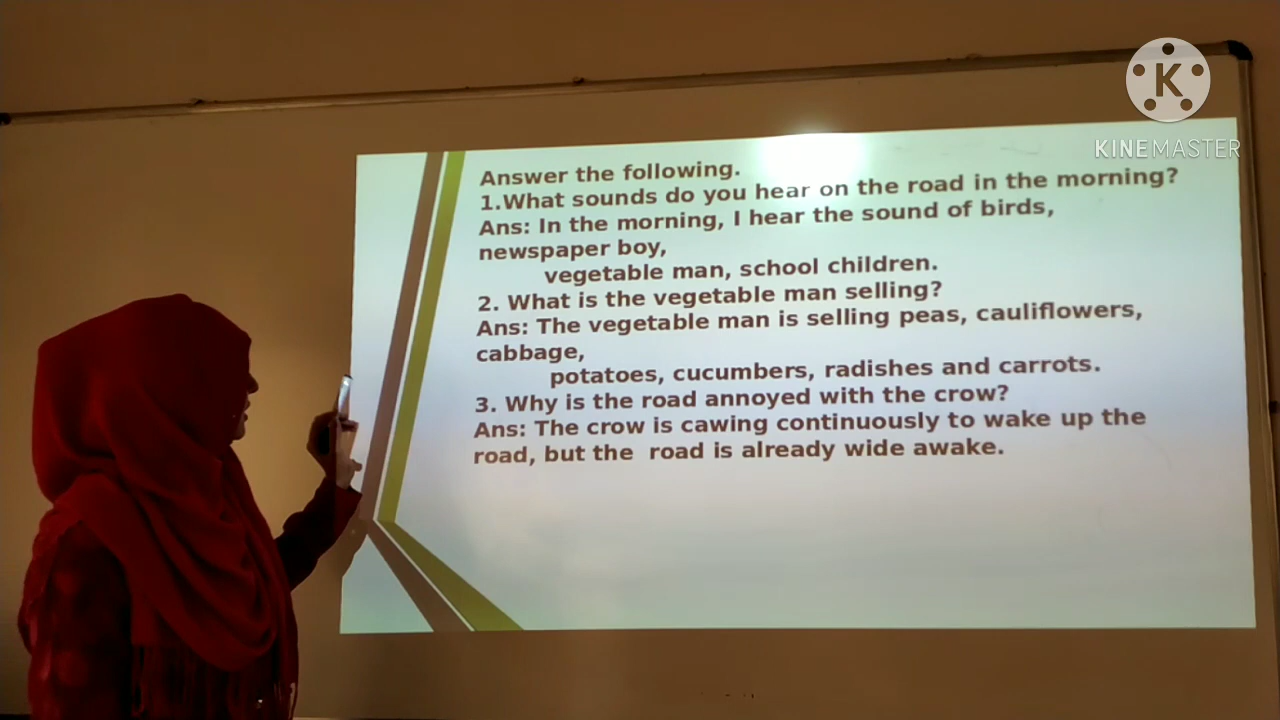 Answer the following.
1.What sounds do you hear on the road in the morning?
Ans: In the morning, I hear the sound of birds,
newspaper boy,
vegetable man, school children.
2. What is the vegetable man selling?
Ans: The vegetable man is selling peas, cauliflowers,
cabbage,
potatoes, cucumbers, radishes and carrots.
3. Why is the road annoyed with the crow?
Ans: The crow is cawing continuously to wake up the
road, but the road is already wide awake.
K
KINEMASTER